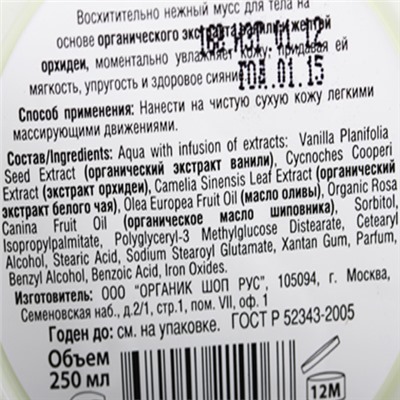 Восхитительно нежный мусс для тела на
основе органического экстракта ванили и желтой
орхидеи, моментально увлажняет кожу, придавая ей
мягкость, упругость и здоровое сияние.
01.12
ГОД.01.15
Способ применения: Нанести на чистую сухую кожу легкими
массирующими движениями.
Состав/Ingredients: Aqua with infusion of extracts: Vanilla Planifolia
Seed Extract (органический экстракт ванили), Cycnoches Cooperi
Extract (экстракт орхидеи), Camelia Sinensis Leaf Extract (органический
экстракт белого чая), Olea Europea Fruit Oil (масло оливы), Organic Rosa
Canina Fruit Oil (органическое масло шиповника), Sorbitol,
Isopropylpalmitate, Polyglyceryl-3 Methylglucose Distearate, Cetearyl
Alcohol, Stearic Acid, Sodium Stearoyl Glutamate, Xantan Gum, Parfum,
Benzyl Alcohol, Benzoic Acid, Iron Oxides.
Изготовитель: ООО "ОРГАНИК ШОП РУС", 105094, г. Москва,
Семеновская наб., д.2/1, стр.1, пом. VII, оф. 1
Годен до: см. на упаковке. ГОСТ Р 52343-2005
Объем
250 мл
12M